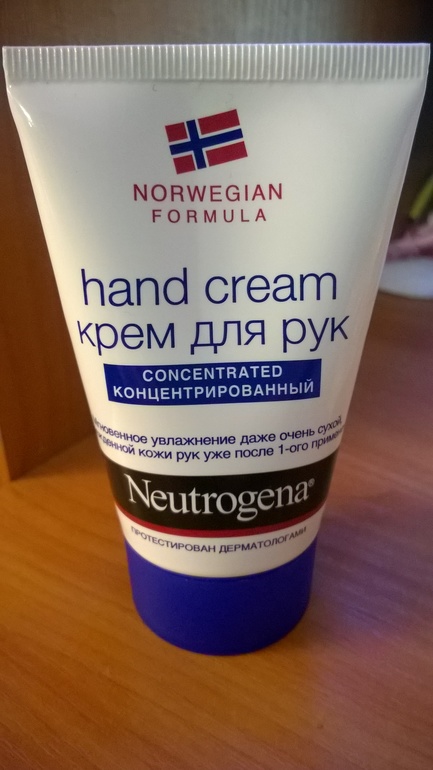 NORWEGIAN
FORMULA
hand cream
крем для рук
CONCENTRATED
КОНЦЕНТРИРОВАННЫЙ
увлажнение даже очень сухой,
кожи рук уже после 1-ого
Neutrogena®
ПРОТЕСТИРОВАН ДЕРМАТОЛОГАМИ